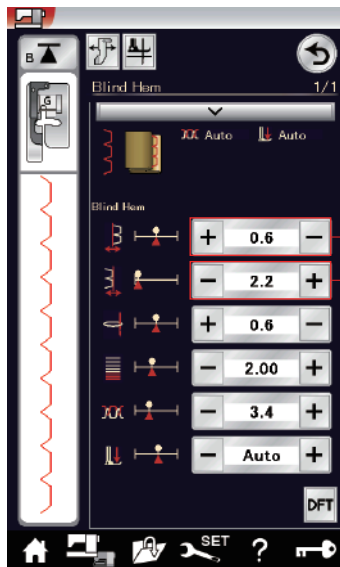 B
G
Blind Hem 1/1
Auto Auto
Blind Hem
+ 0.6 −
− 2.2 +
+ 0.6 −
− 2.00 +
− 3.4 +
− Auto +
DFT
SET
?